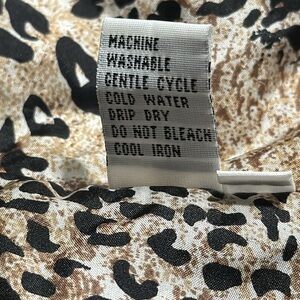 MACHINE
WASHABLE
GENTLE CYCLE
COLD WATER
DRIP DRY
DO NOT BLEACH
COOL IRON